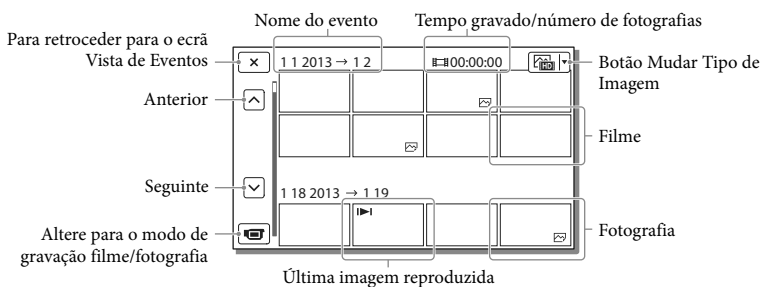 Nome do evento
Tempo gravado/número de fotografias
Para retroceder para o ecrã
Vista de Eventos
1 1 2013 → 1 2
00:00:00
HD
Botão Mudar Tipo de
Imagem
Anterior
Filme
Seguinte
1 18 2013 → 1 19
Altere para o modo de
gravação filme/fotografia
Fotografia
Última imagem reproduzida